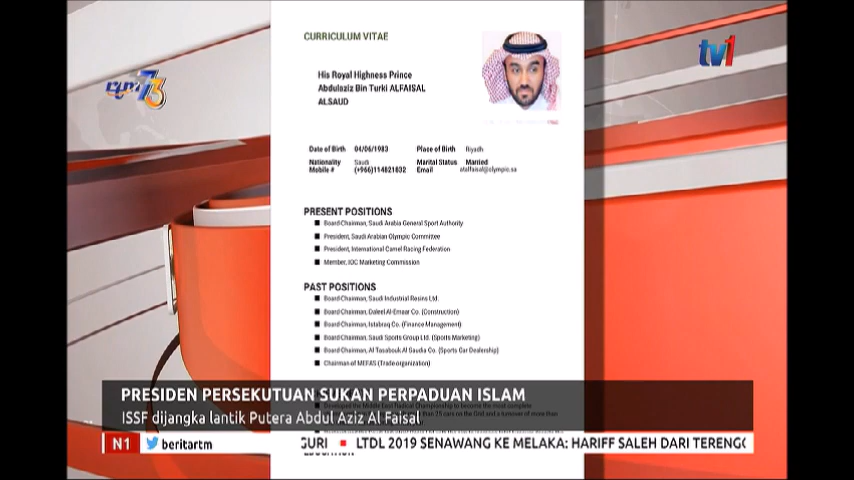 CURRICULUM VITAE
tv1
His Royal Highness Prince
Abdulaziz Bin Turki ALFAISAL
ALSAUD
Date of Birth 04/06/1983 Place of Birth Riyadh
Nationality Saudi Marital Status Married
Mobile # (+966)114821832 Email atalfaisal@olympic.sa
PRESENT POSITIONS
■ Board-Chairman, Saudi Arabia General Sport Authority
■ President, Saudi Arabian Olympic Committee
■ President, International Camel Racing Federation
■ Member, IOC Marketing Commission
PAST POSITIONS
■ Board-Chairman, Saudi Industrial Resins Ltd.
■ Board-Chairman, Daleel Al-Emaar Co. (Construction)
■ Board-Chairman, Istabraq Co. (Finance Management)
■ Board-Chairman, Saudi Sports Group Ltd. (Sports Marketing)
■ Board-Chairman, Al Tasabouk Al Saudia Co. (Sports Car Dealership)
■ Chairman of MEFAS (Trade organization)
PRESIDEN PERSEKUTUAN SUKAN PERPADUAN ISLAM
ISSF dijangka lantik Putera Abdul Aziz Al Faisal
N1 beritartm GURI ■ LTDL 2019 SENAWANG KE MELAKA: HARIFF SALEH DARI TERENGG